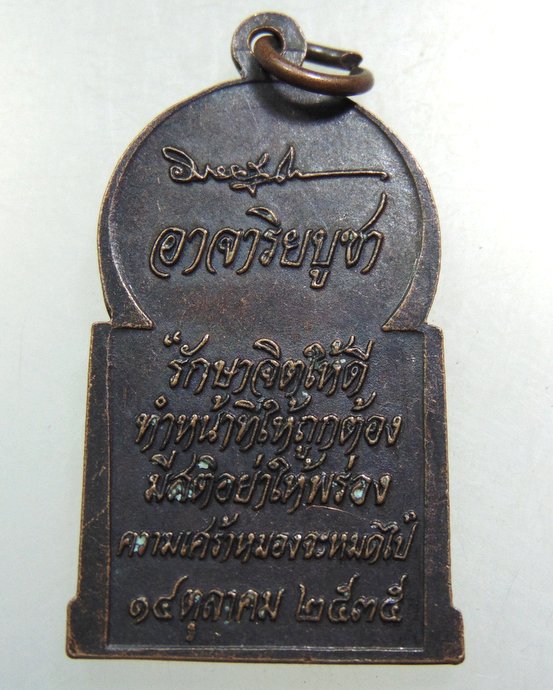 อาจาริยบูชา
"รักษาจิตให้ดี
ทำหน้าที่ให้ถูกต้อง
มีสติอย่าให้พร่อง
ความเศร้าหมองจะหมดไป"
๑๔ ตุลาคม ๒๕๓๕